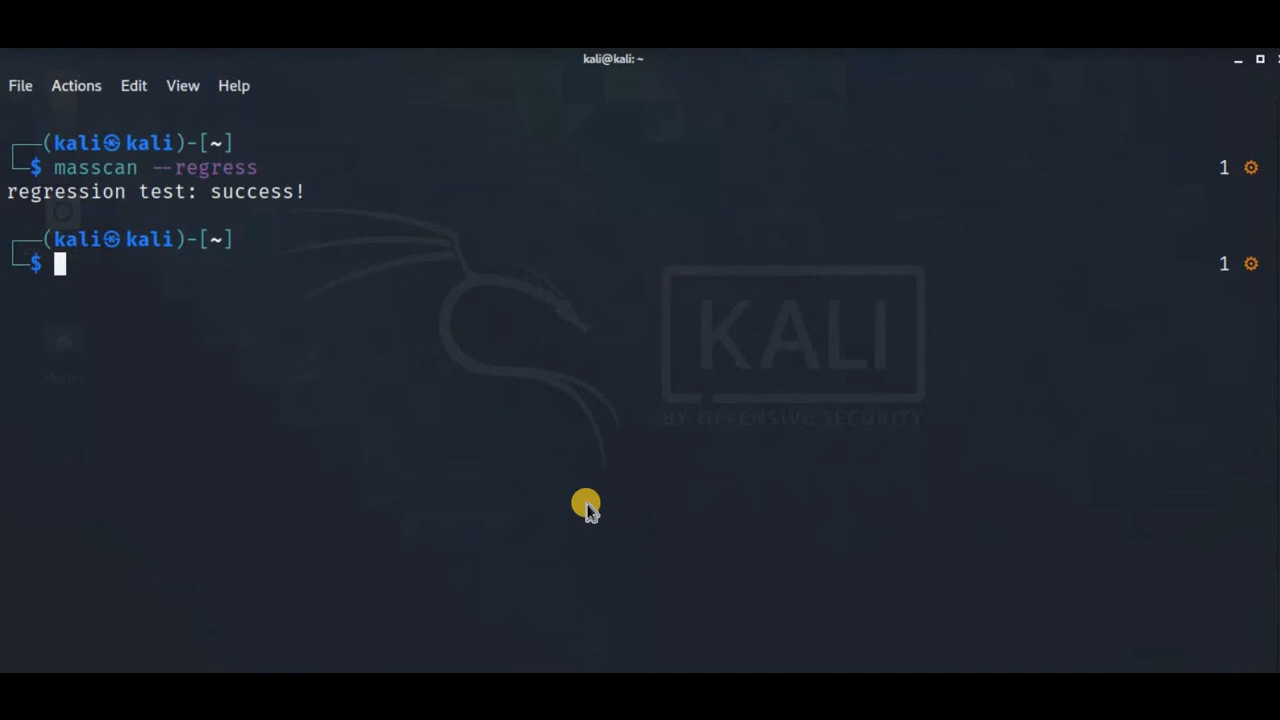 kali@kali: ~
File Actions Edit View Help
┌──(kali㉿kali)-[~]
└─$ masscan --regress 1 ⚙
regression test: success!
┌──(kali㉿kali)-[~]
└─$ 1 ⚙
KALI
BY OFFENSIVE SECURITY